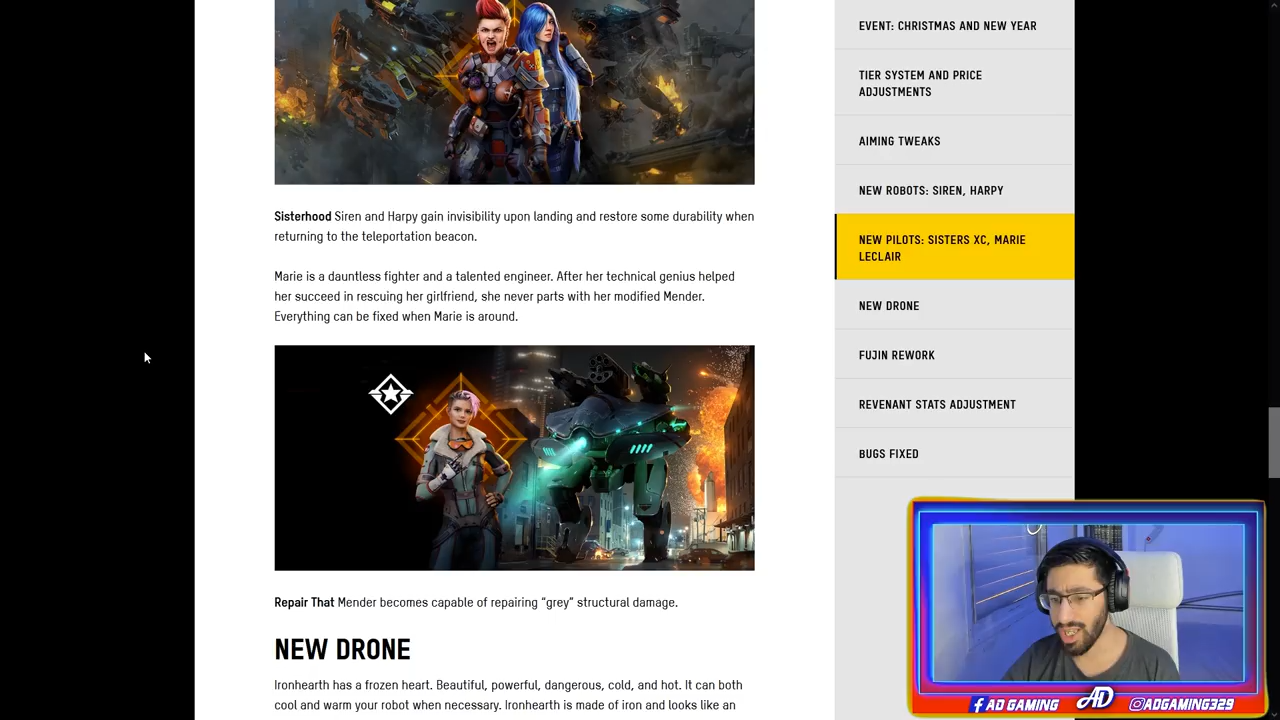 Sisterhood Siren and Harpy gain invisibility upon landing and restore some durability when
returning to the teleportation beacon.
Marie is a dauntless fighter and a talented engineer. After her technical genius helped
her succeed in rescuing her girlfriend, she never parts with her modified Mender.
Everything can be fixed when Marie is around.
Repair That Mender becomes capable of repairing “grey” structural damage.
NEW DRONE
Ironhearth has a frozen heart. Beautiful, powerful, dangerous, cold, and hot. It can both
cool and warm your robot when necessary. Ironhearth is made of iron and looks like an
EVENT: CHRISTMAS AND NEW YEAR
TIER SYSTEM AND PRICE
ADJUSTMENTS
AIMING TWEAKS
NEW ROBOTS: SIREN, HARPY
NEW PILOTS: SISTERS XC, MARIE
LECLAIR
NEW DRONE
FUJIN REWORK
REVENANT STATS ADJUSTMENT
BUGS FIXED
AD GAMING AD @ADGAMING329